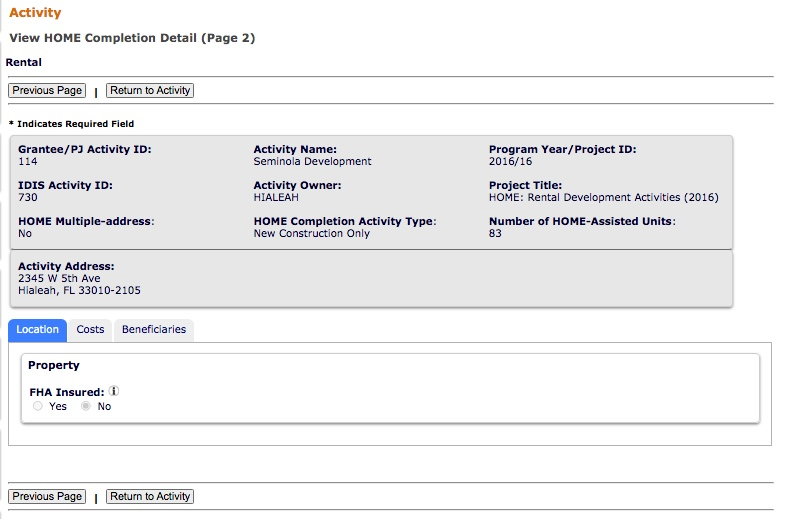 Activity
View HOME Completion Detail (Page 2)
Rental
Previous Page | Return to Activity
* Indicates Required Field
Grantee/PJ Activity ID: Activity Name: Program Year/Project ID:
114 Seminola Development 2016/16
IDIS Activity ID: Activity Owner: Project Title:
730 HIALEAH HOME: Rental Development Activities (2016)
HOME Multiple-address: HOME Completion Activity Type: Number of HOME-Assisted Units:
No New Construction Only 83
Activity Address:
2345 W 5th Ave
Hialeah, FL 33010-2105
Location Costs Beneficiaries
Property
FHA Insured: i
Yes No
Previous Page | Return to Activity